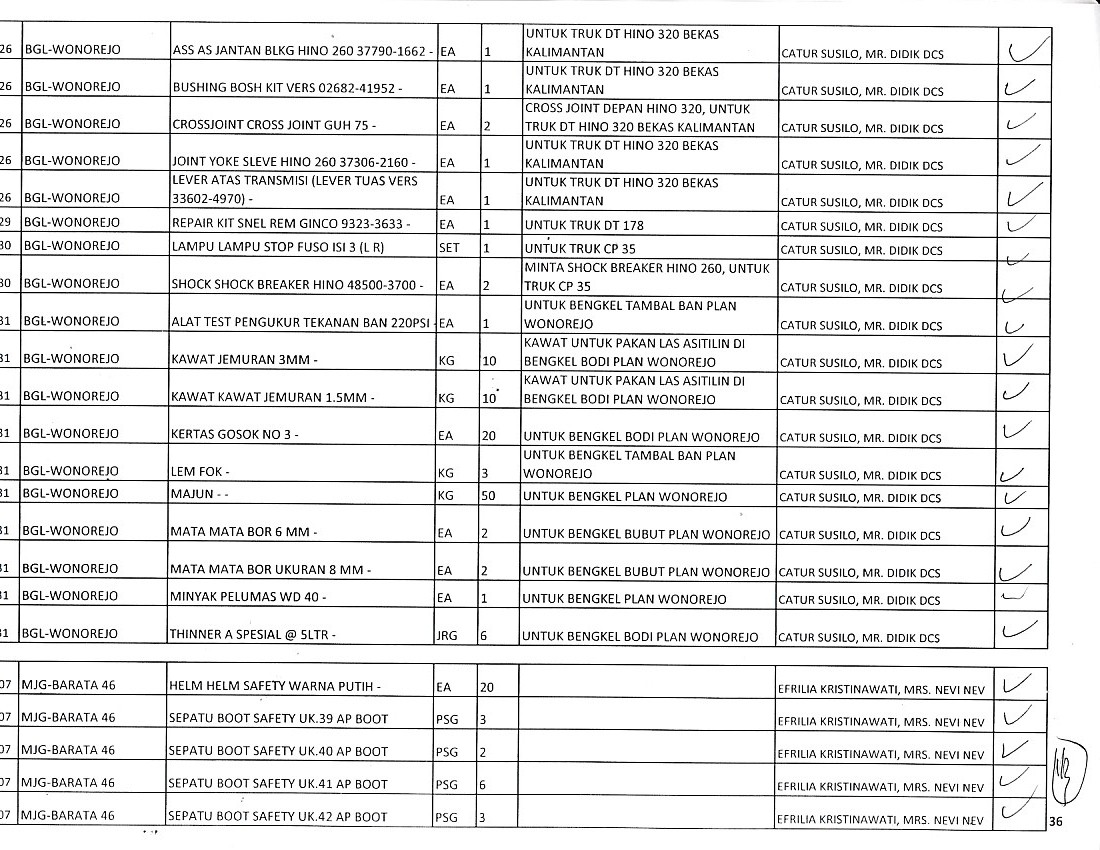 26 BGL-WONOREJO ASS AS JANTAN BLKG HINO 260 37790-1662 - EA 1 UNTUK TRUK DT HINO 320 BEKAS KALIMANTAN CATUR SUSILO, MR. DIDIK DCS
26 BGL-WONOREJO BUSHING BOSH KIT VERS 02682-41952 - EA 1 UNTUK TRUK DT HINO 320 BEKAS KALIMANTAN CATUR SUSILO, MR. DIDIK DCS
26 BGL-WONOREJO CROSSJOINT CROSS JOINT GUH 75 - EA 2 CROSS JOINT DEPAN HINO 320, UNTUK TRUK DT HINO 320 BEKAS KALIMANTAN CATUR SUSILO, MR. DIDIK DCS
26 BGL-WONOREJO JOINT YOKE SLEVE HINO 260 37306-2160 - EA 1 UNTUK TRUK DT HINO 320 BEKAS KALIMANTAN CATUR SUSILO, MR. DIDIK DCS
26 BGL-WONOREJO LEVER ATAS TRANSMISI (LEVER TUAS VERS 33602-4970) - EA 1 UNTUK TRUK DT HINO 320 BEKAS KALIMANTAN CATUR SUSILO, MR. DIDIK DCS
29 BGL-WONOREJO REPAIR KIT SNEL REM GINCO 9323-3633 - EA 1 UNTUK TRUK DT 178 CATUR SUSILO, MR. DIDIK DCS
30 BGL-WONOREJO LAMPU LAMPU STOP FUSO ISI 3 (L R) SET 1 UNTUK TRUK CP 35 CATUR SUSILO, MR. DIDIK DCS
30 BGL-WONOREJO SHOCK SHOCK BREAKER HINO 48500-3700 - EA 2 MINTA SHOCK BREAKER HINO 260, UNTUK TRUK CP 35 CATUR SUSILO, MR. DIDIK DCS
31 BGL-WONOREJO ALAT TEST PENGUKUR TEKANAN BAN 220PSI - EA 1 UNTUK BENGKEL TAMBAL BAN PLAN WONOREJO CATUR SUSILO, MR. DIDIK DCS
31 BGL-WONOREJO KAWAT JEMURAN 3MM - KG 10 KAWAT UNTUK PAKAN LAS ASITILIN DI BENGKEL BODI PLAN WONOREJO CATUR SUSILO, MR. DIDIK DCS
31 BGL-WONOREJO KAWAT KAWAT JEMURAN 1.5MM - KG 10 KAWAT UNTUK PAKAN LAS ASITILIN DI BENGKEL BODI PLAN WONOREJO CATUR SUSILO, MR. DIDIK DCS
31 BGL-WONOREJO KERTAS GOSOK NO 3 - EA 20 UNTUK BENGKEL BODI PLAN WONOREJO CATUR SUSILO, MR. DIDIK DCS
31 BGL-WONOREJO LEM FOK - KG 3 UNTUK BENGKEL TAMBAL BAN PLAN WONOREJO CATUR SUSILO, MR. DIDIK DCS
31 BGL-WONOREJO MAJUN - - KG 50 UNTUK BENGKEL PLAN WONOREJO CATUR SUSILO, MR. DIDIK DCS
31 BGL-WONOREJO MATA MATA BOR 6 MM - EA 2 UNTUK BENGKEL BUBUT PLAN WONOREJO CATUR SUSILO, MR. DIDIK DCS
31 BGL-WONOREJO MATA MATA BOR UKURAN 8 MM - EA 2 UNTUK BENGKEL BUBUT PLAN WONOREJO CATUR SUSILO, MR. DIDIK DCS
31 BGL-WONOREJO MINYAK PELUMAS WD 40 - EA 1 UNTUK BENGKEL PLAN WONOREJO CATUR SUSILO, MR. DIDIK DCS
31 BGL-WONOREJO THINNER A SPESIAL @ 5LTR - JRG 6 UNTUK BENGKEL BODI PLAN WONOREJO CATUR SUSILO, MR. DIDIK DCS
07 MJG-BARATA 46 HELM HELM SAFETY WARNA PUTIH - EA 20 EFRILIA KRISTINAWATI, MRS. NEVI NEV
07 MJG-BARATA 46 SEPATU BOOT SAFETY UK.39 AP BOOT PSG 3 EFRILIA KRISTINAWATI, MRS. NEVI NEV
07 MJG-BARATA 46 SEPATU BOOT SAFETY UK.40 AP BOOT PSG 2 EFRILIA KRISTINAWATI, MRS. NEVI NEV
07 MJG-BARATA 46 SEPATU BOOT SAFETY UK.41 AP BOOT PSG 6 EFRILIA KRISTINAWATI, MRS. NEVI NEV
07 MJG-BARATA 46 SEPATU BOOT SAFETY UK.42 AP BOOT PSG 3 EFRILIA KRISTINAWATI, MRS. NEVI NEV
36